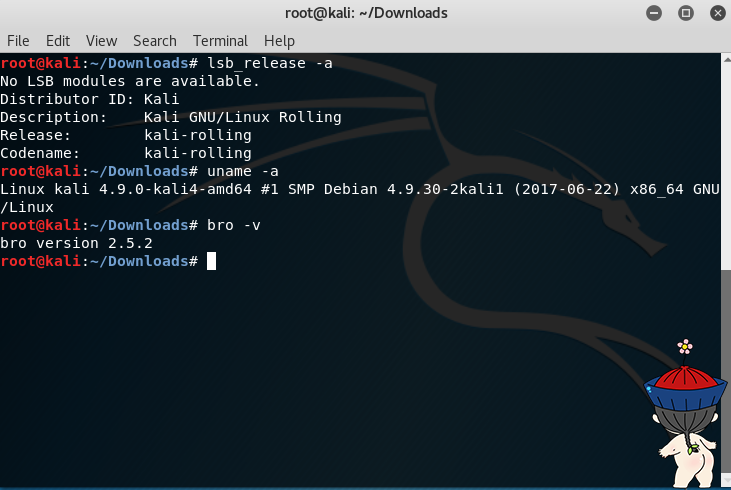 root@kali: ~/Downloads
File Edit View Search Terminal Help
root@kali:~/Downloads# lsb_release -a
No LSB modules are available.
Distributor ID: Kali
Description:    Kali GNU/Linux Rolling
Release:        kali-rolling
Codename:       kali-rolling
root@kali:~/Downloads# uname -a
Linux kali 4.9.0-kali4-amd64 #1 SMP Debian 4.9.30-2kali1 (2017-06-22) x86_64 GNU
/Linux
root@kali:~/Downloads# bro -v
bro version 2.5.2
root@kali:~/Downloads#